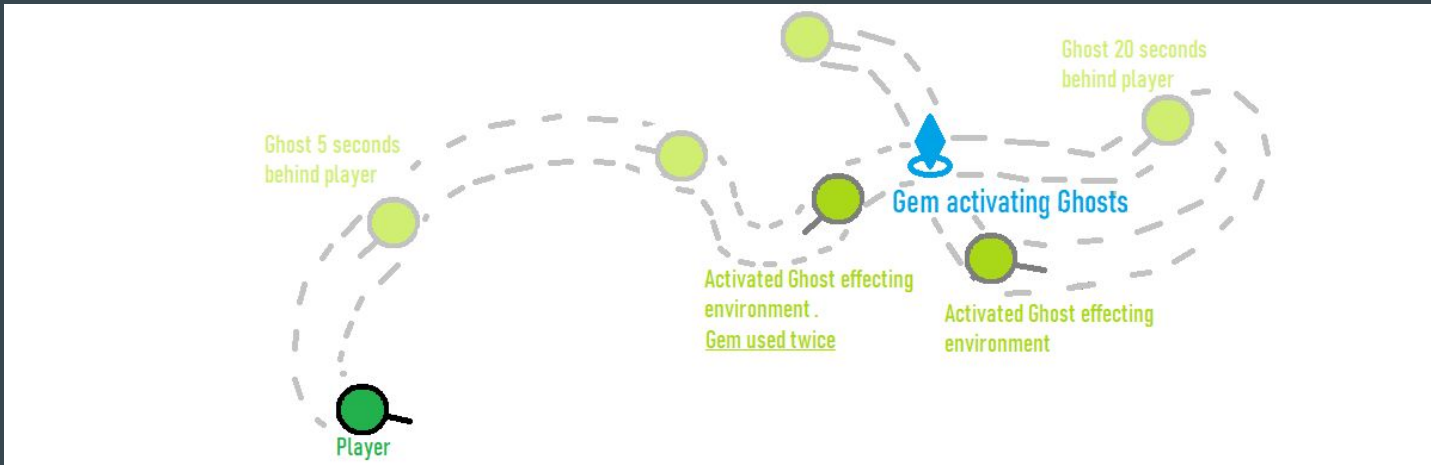 Ghost 20 seconds
behind player
Ghost 5 seconds
behind player
Gem activating Ghosts
Activated Ghost effecting
environment .
Gem used twice
Activated Ghost effecting
environment
Player